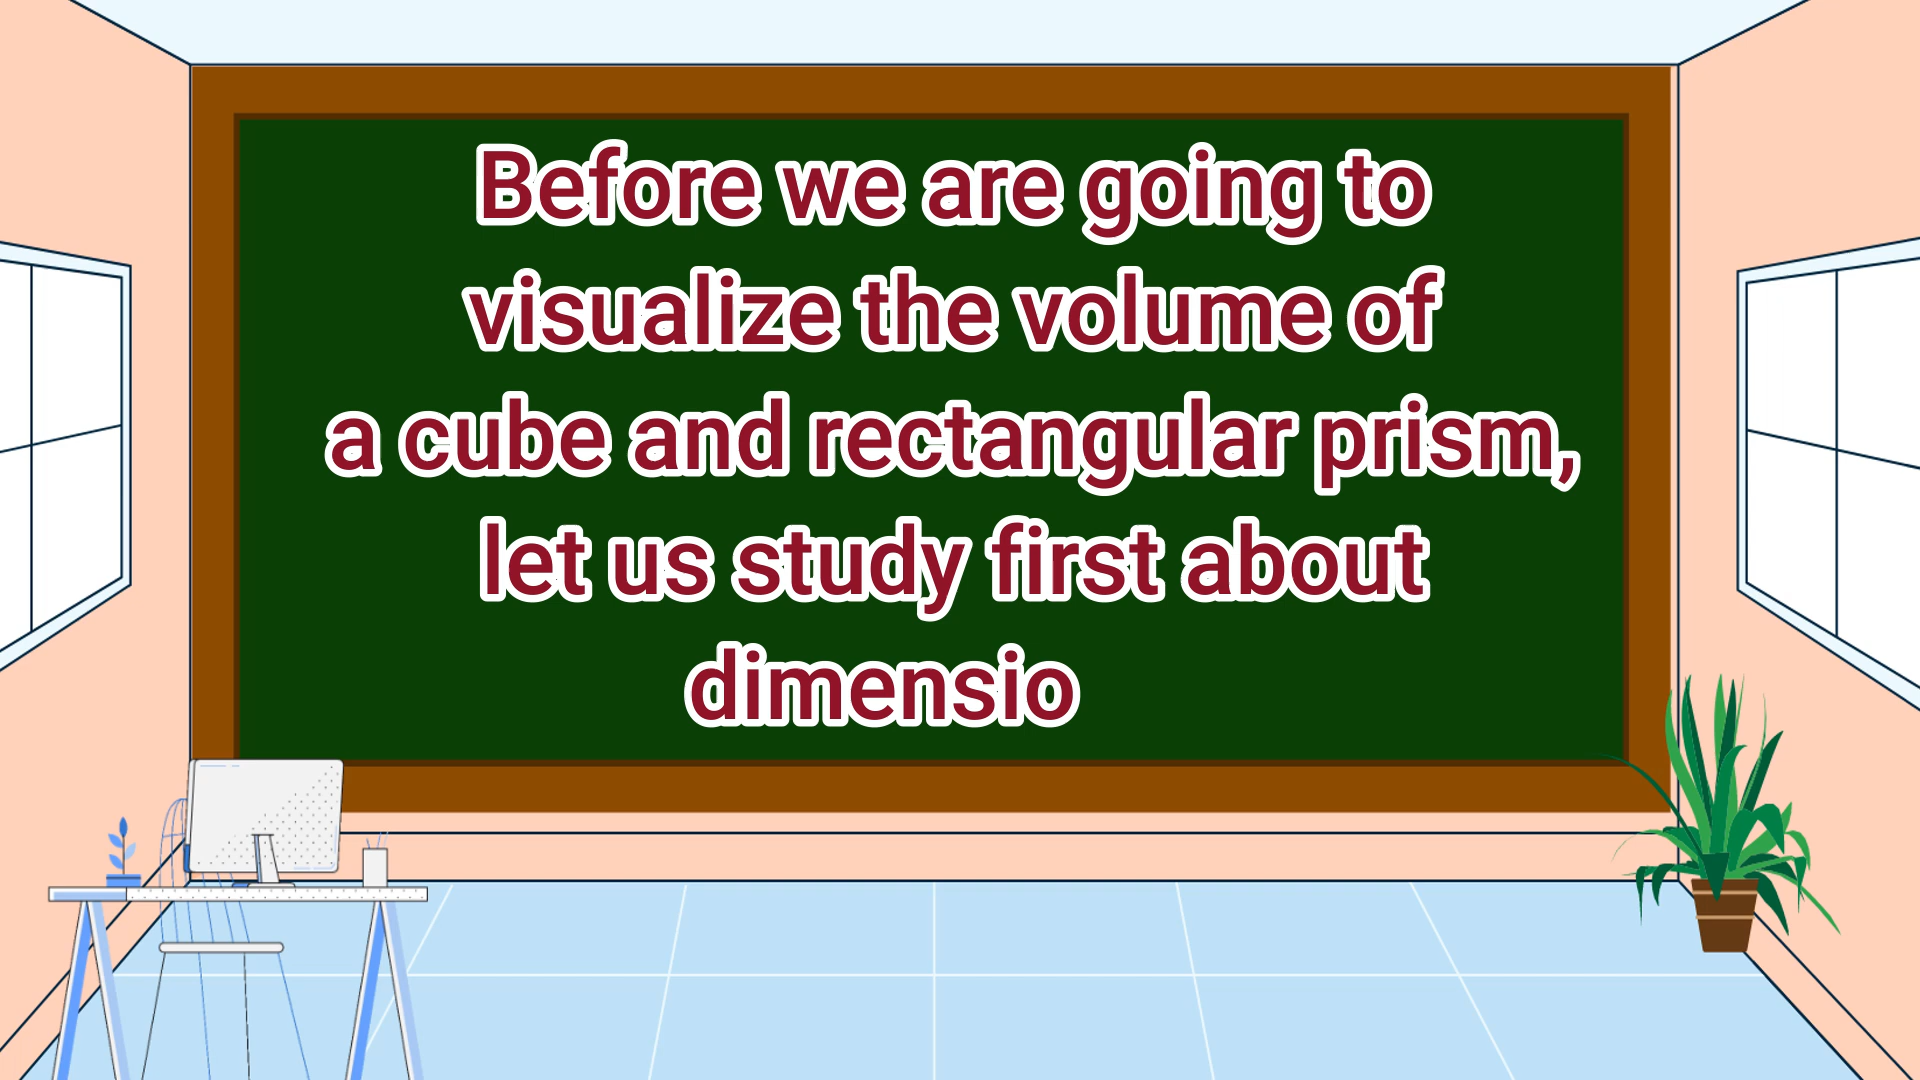 Before we are going to
visualize the volume of
a cube and rectangular prism,
let us study first about
dimensio